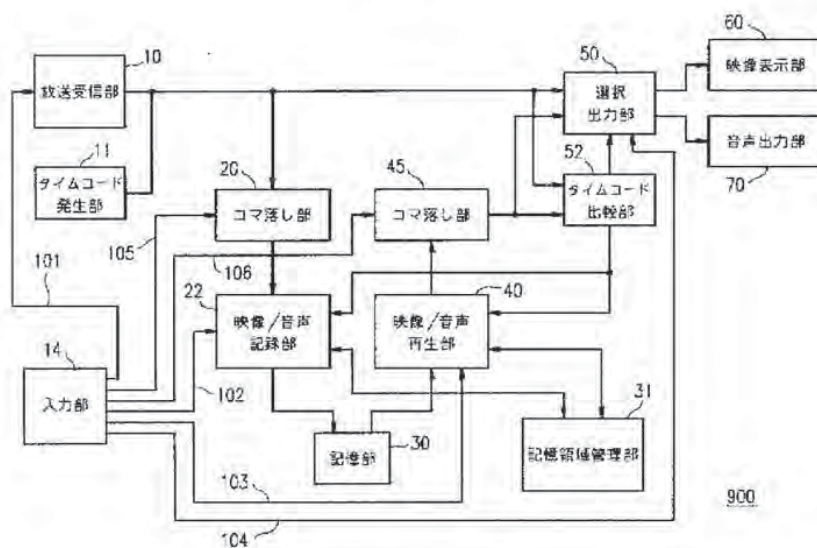 10
放送受信部
11
タイムコード
発生部
20
コマ落し部
45
コマ落し部
50
選択
出力部
60
映像表示部
音声出力部
70
52
タイムコード
比較部
105
106
101
22
映像/音声
記録部
40
映像/音声
再生部
14
入力部
102
30
記憶部
31
記憶領域管理部
103
104
900